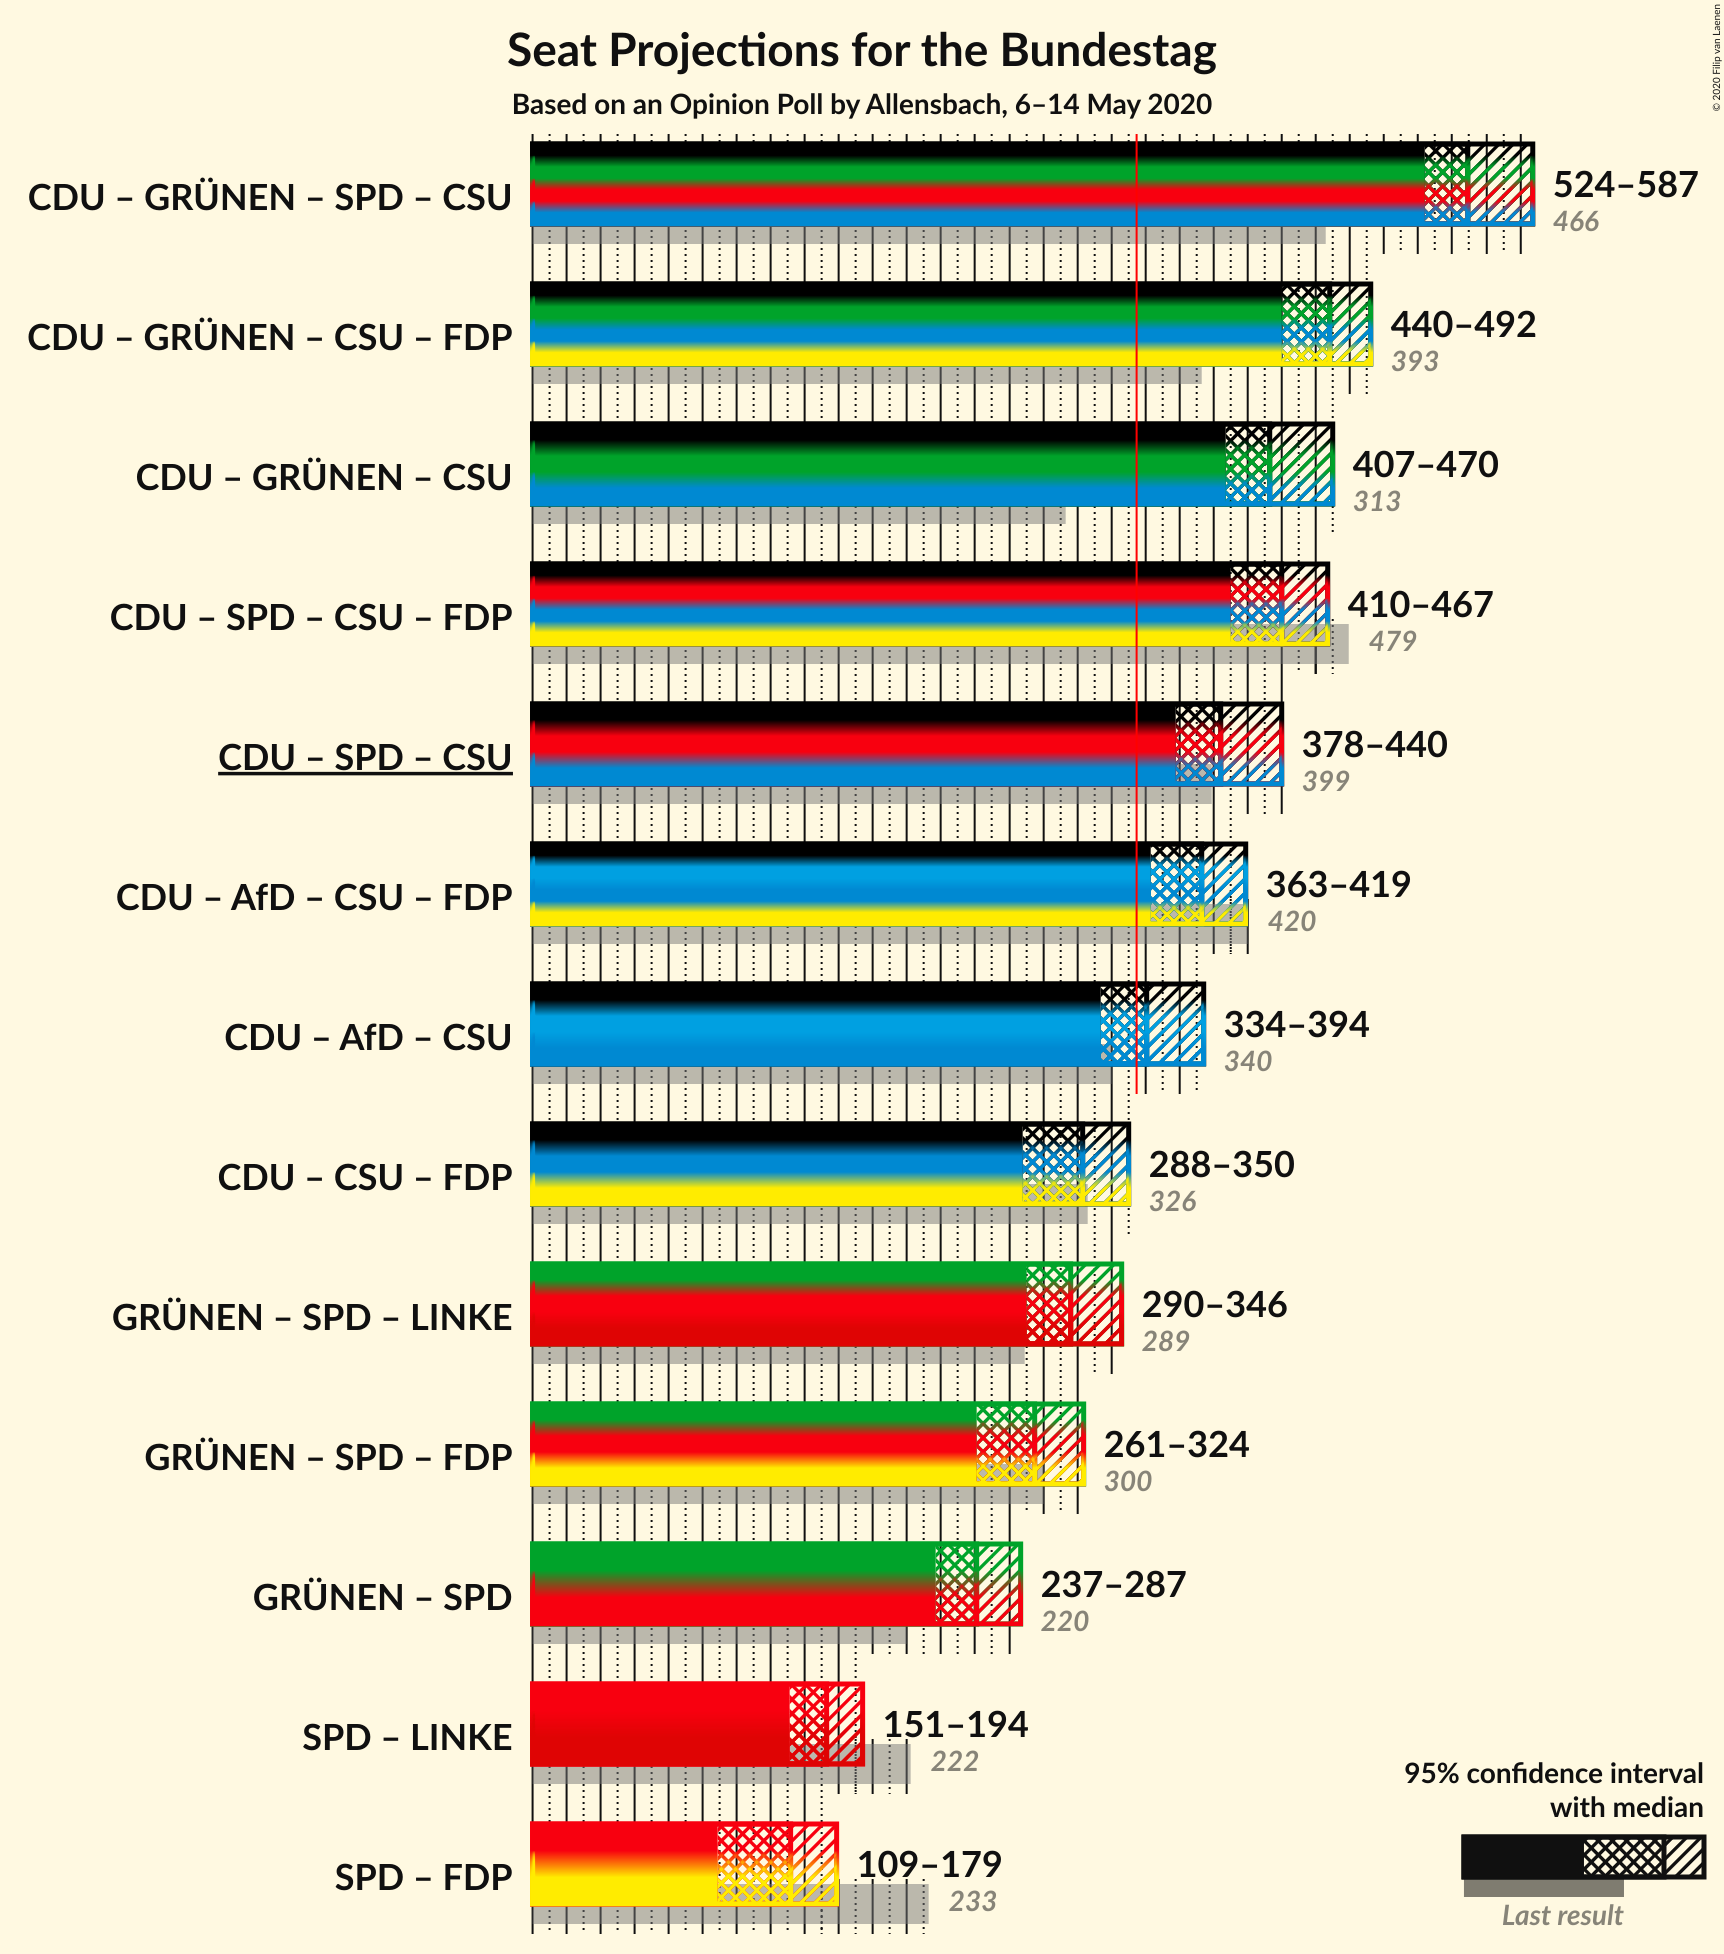 Seat Projections for the Bundestag
Based on an Opinion Poll by Allensbach, 6–14 May 2020
© 2020 Filip van Laenen
CDU – GRÜNEN – SPD – CSU
524–587
466
CDU – GRÜNEN – CSU – FDP
440–492
393
CDU – GRÜNEN – CSU
407–470
313
CDU – SPD – CSU – FDP
410–467
479
CDU – SPD – CSU
378–440
399
CDU – AfD – CSU – FDP
363–419
420
CDU – AfD – CSU
334–394
340
CDU – CSU – FDP
288–350
326
GRÜNEN – SPD – LINKE
290–346
289
GRÜNEN – SPD – FDP
261–324
300
GRÜNEN – SPD
237–287
220
SPD – LINKE
151–194
222
SPD – FDP
109–179
233
95% confidence interval
with median
Last result